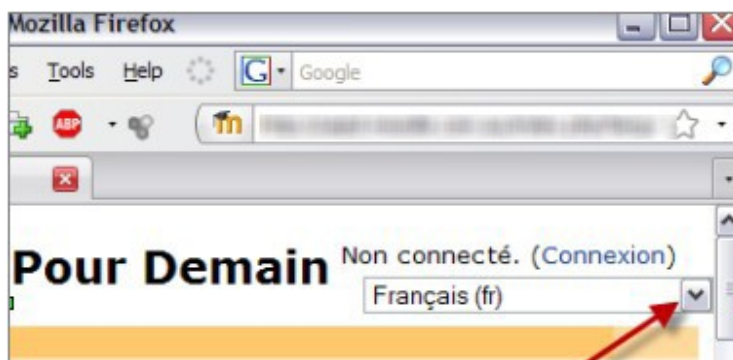 Mozilla Firefox
s Tools Help G Google
ABP
Pour Demain
Non connecté. (Connexion)
Français (fr)